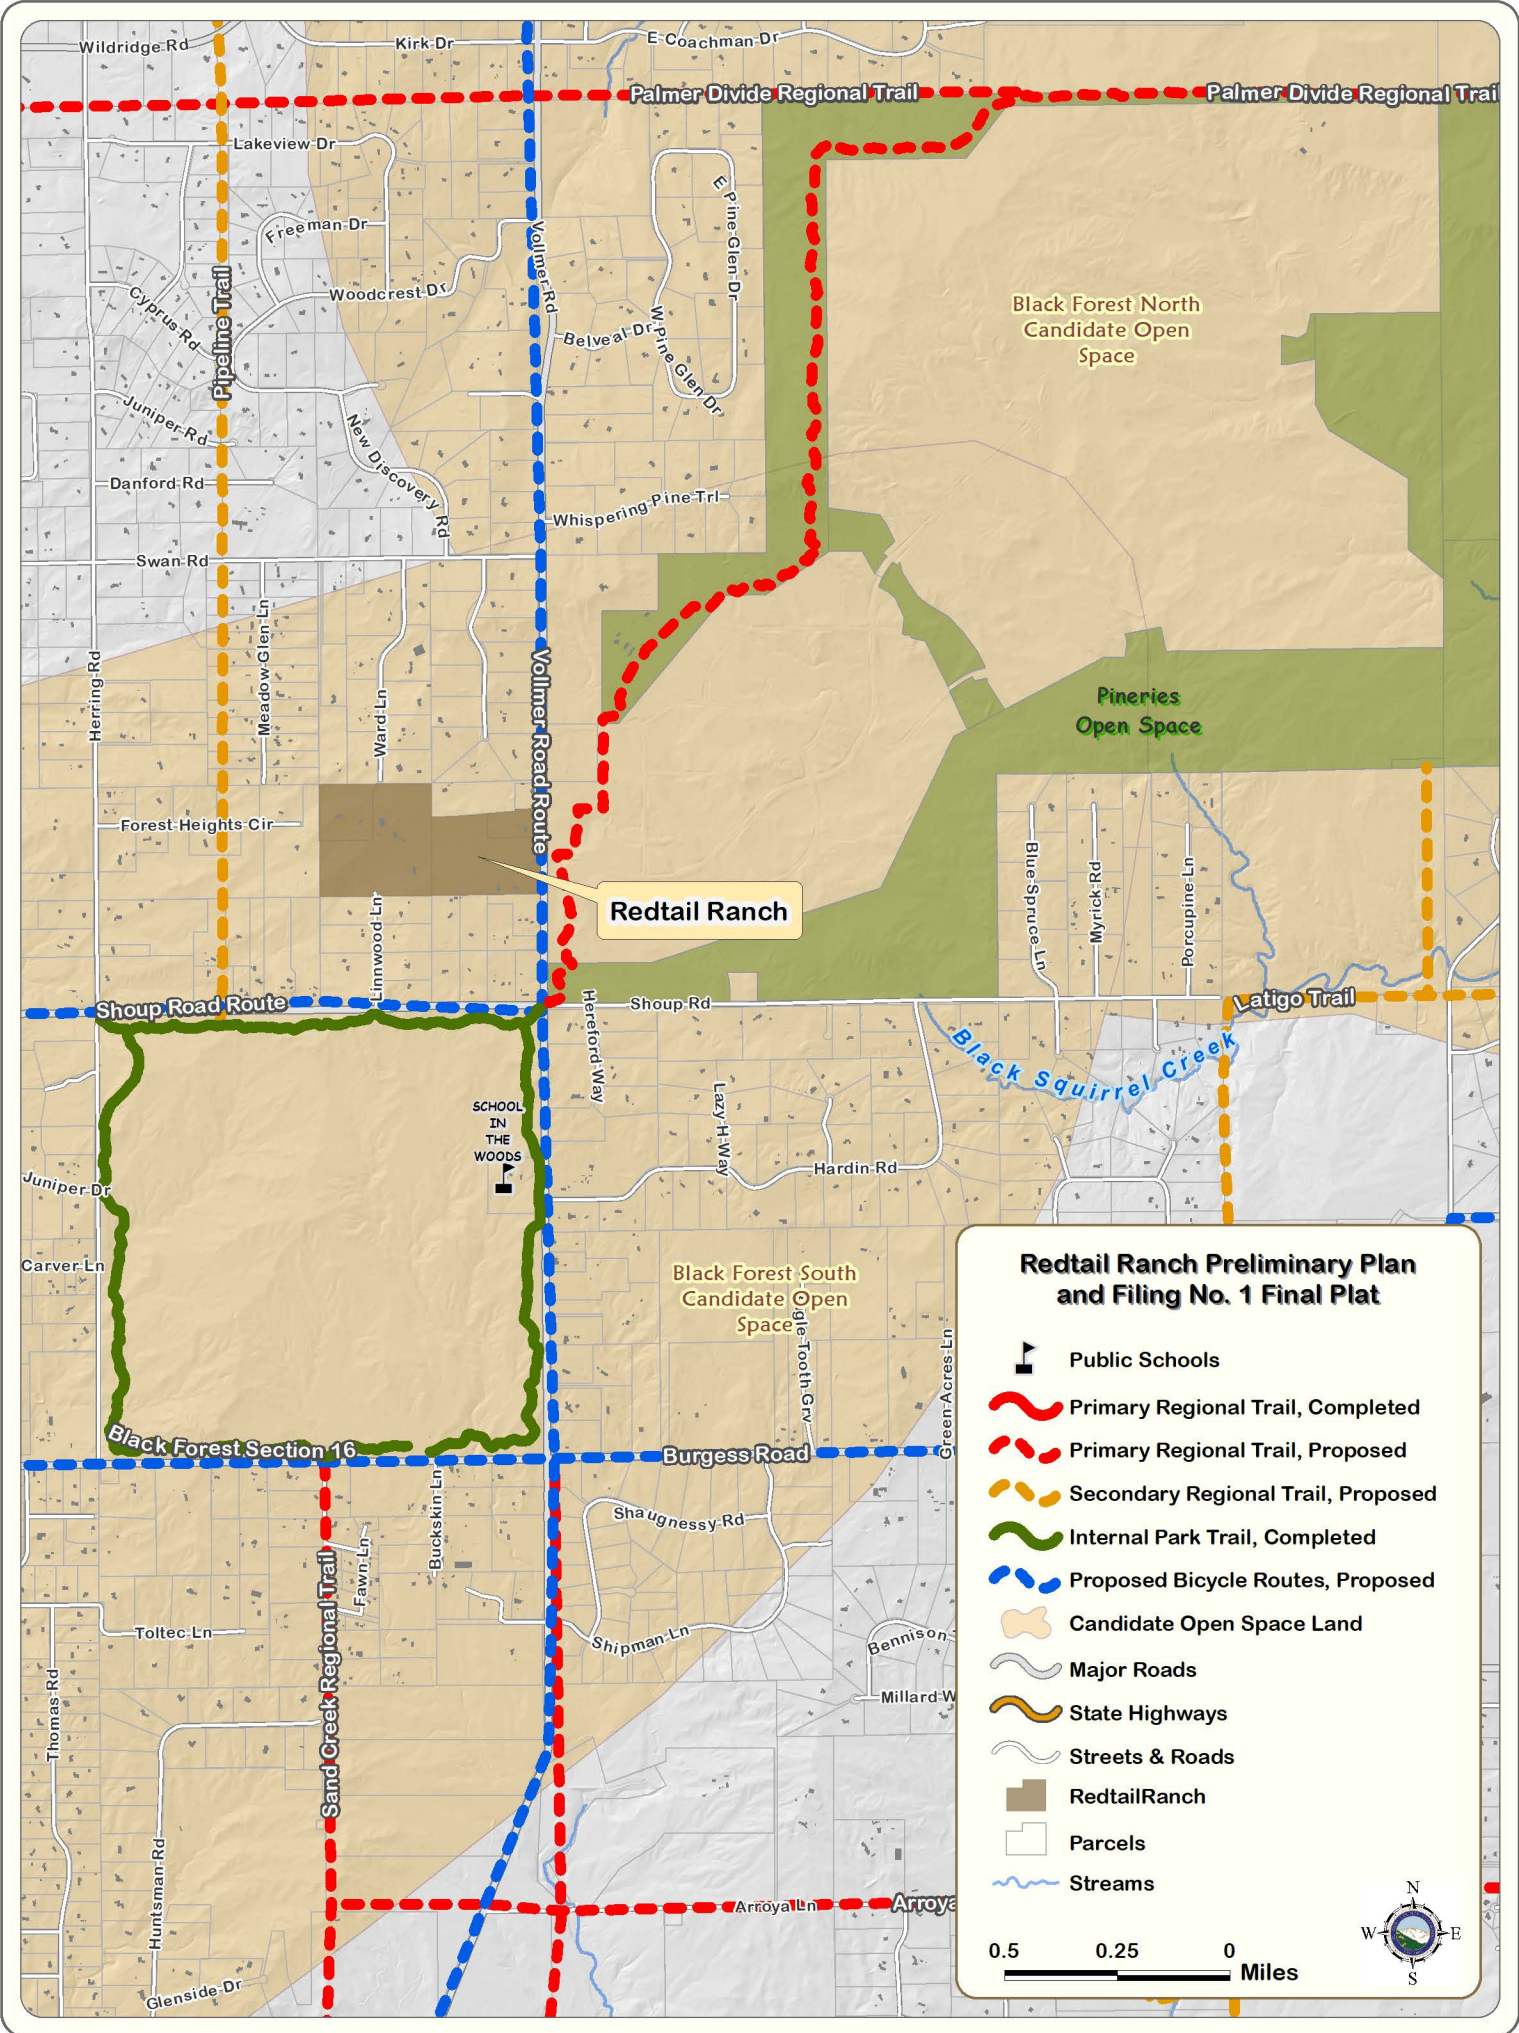 Wildridge Rd
Kirk Dr
E Coachman Dr
Palmer Divide Regional Trail
Palmer Divide Regional Trail
Lakeview Dr
E Pine Glen Dr
Freeman Dr
Vollmer Rd
Woodcrest Dr
Cyprus Rd
Pipeline Trail
Belveal Dr
W Pine Glen Dr
Black Forest North
Candidate Open
Space
Juniper Rd
New Discovery Rd
Danford Rd
Whispering Pine Trl
Swan Rd
Meadow Glen Ln
Herring Rd
Ward Ln
Vollmer Road Route
Pineries
Open Space
Forest Heights Cir
Redtail Ranch
Linnwood Ln
Blue Spruce Ln
Myrick Rd
Porcupine Ln
Shoup Road Route
Hereford Way
Shoup Rd
Latigo Trail
Black Squirrel Creek
SCHOOL
IN
THE
WOODS
Lazy H Way
Hardin Rd
Juniper Dr
Carver Ln
Black Forest South
Candidate Open
Space
gle Tooth Grv
Green Acres Ln
Black Forest Section 16
Burgess Road
Buckskin Ln
Shaugnessy Rd
Fawn Ln
Sand Creek Regional Trail
Toltec Ln
Shipman Ln
Bennison
Thomas Rd
Millard W
Huntsman Rd
Arroya Ln
Arroya
Glenside Dr
Redtail Ranch Preliminary Plan
and Filing No. 1 Final Plat
Public Schools
Primary Regional Trail, Completed
Primary Regional Trail, Proposed
Secondary Regional Trail, Proposed
Internal Park Trail, Completed
Proposed Bicycle Routes, Proposed
Candidate Open Space Land
Major Roads
State Highways
Streets & Roads
RedtailRanch
Parcels
Streams
N
W E
S
0.5 0.25 0
Miles